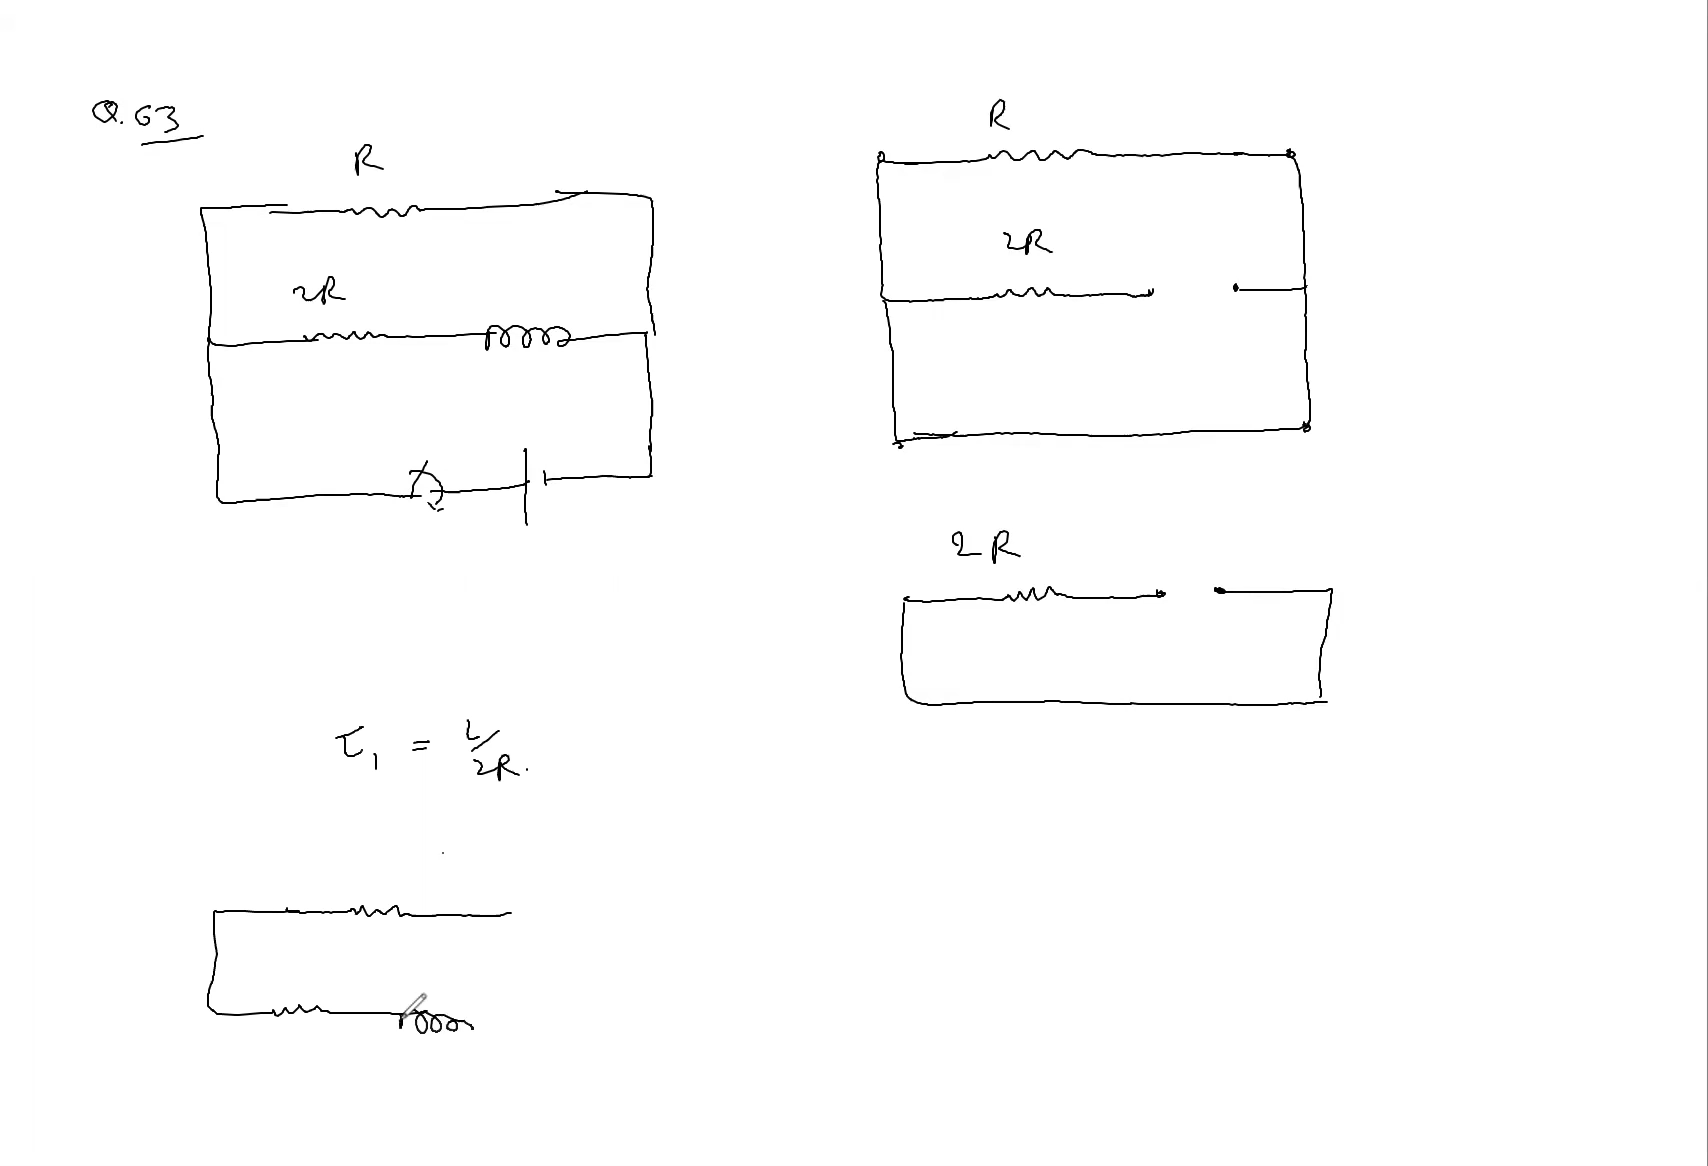 Q. 63
R
2R
R
2R
2R
τ₁ = L/2R.